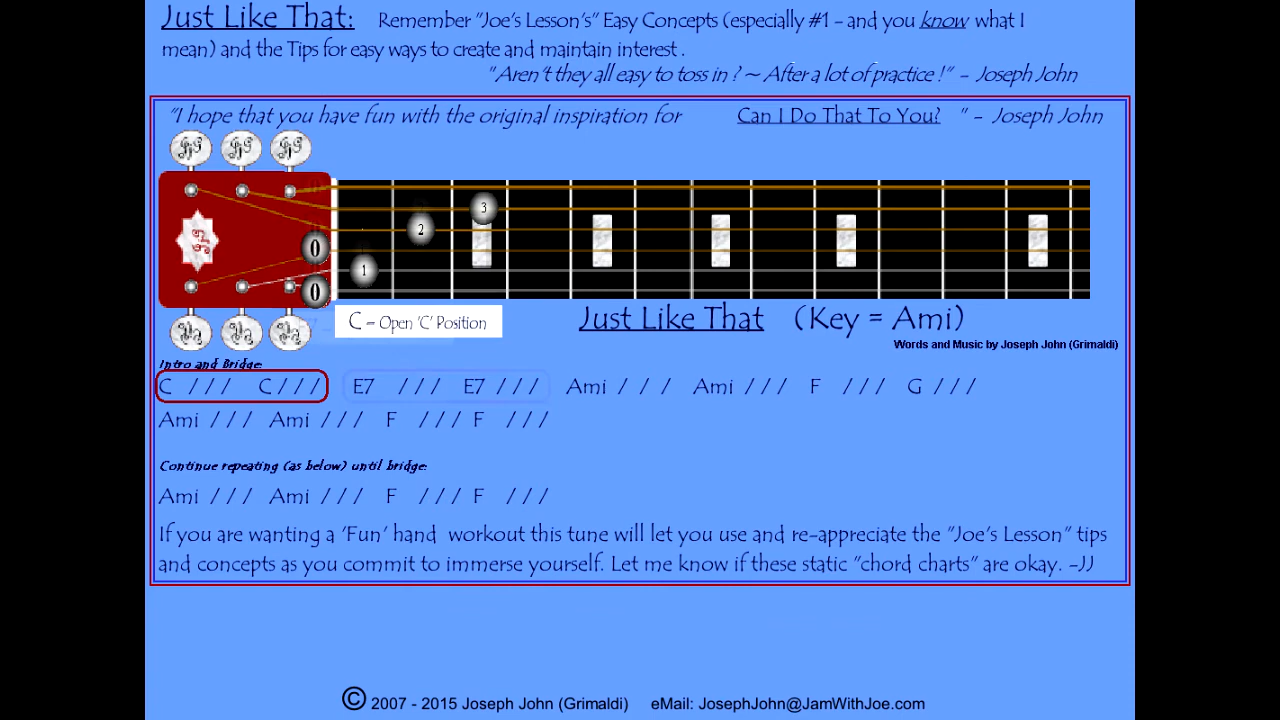 Just Like That: Remember "Joe's Lesson's" Easy Concepts (especially #1 - and you know what I
mean) and the Tips for easy ways to create and maintain interest .
"Aren't they all easy to toss in ? ~ After a lot of practice !" - Joseph John
"I hope that you have fun with the original inspiration for Can I Do That To You? " - Joseph John
3
2
0
1
0
C = Open 'C' Position
Just Like That (Key = Ami)
Words and Music by Joseph John (Grimaldi)
Intro and Bridge:
C / / / C / / / E7 / / / E7 / / / Ami / / / Ami / / / F / / / G / / /
Ami / / / Ami / / / F / / / F / / /
Continue repeating (as below) until bridge:
Ami / / / Ami / / / F / / / F / / /
If you are wanting a 'Fun' hand workout this tune will let you use and re-appreciate the "Joe's Lesson" tips
and concepts as you commit to immerse yourself. Let me know if these static "chord charts" are okay. -JJ
© 2007 - 2015 Joseph John (Grimaldi) eMail: JosephJohn@JamWithJoe.com